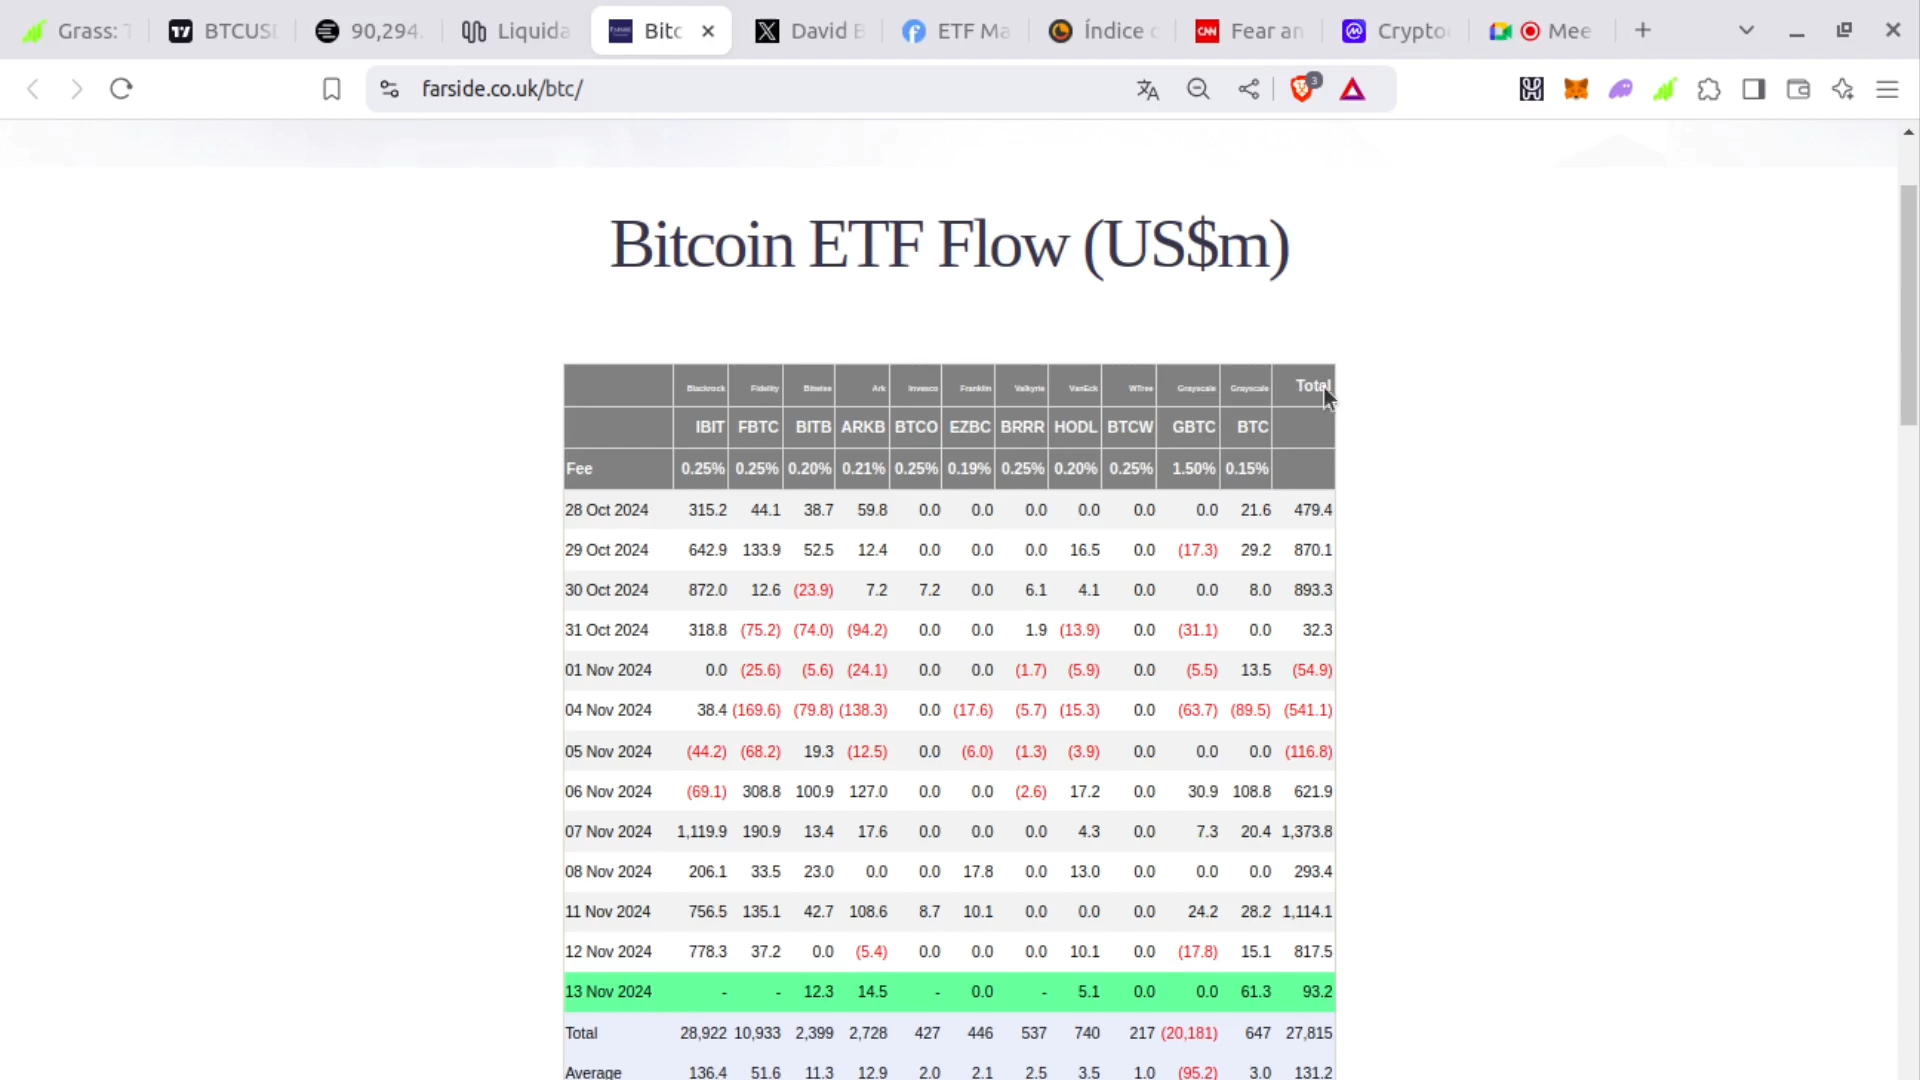 Grass: T BTCUSD 90,294. Liquida Bitc David B ETF Ma Índice c Fear an Crypto Mee
farside.co.uk/btc/
3
Bitcoin ETF Flow (US$m)
Blackrock Fidelity Bitwise Ark Invesco Franklin Valkyrie VanEck WTree Grayscale Grayscale Total
IBIT FBTC BITB ARKB BTCO EZBC BRRR HODL BTCW GBTC BTC
Fee 0.25% 0.25% 0.20% 0.21% 0.25% 0.19% 0.25% 0.20% 0.25% 1.50% 0.15%
28 Oct 2024 315.2 44.1 38.7 59.8 0.0 0.0 0.0 0.0 0.0 0.0 21.6 479.4
29 Oct 2024 642.9 133.9 52.5 12.4 0.0 0.0 0.0 16.5 0.0 (17.3) 29.2 870.1
30 Oct 2024 872.0 12.6 (23.9) 7.2 7.2 0.0 6.1 4.1 0.0 0.0 8.0 893.3
31 Oct 2024 318.8 (75.2) (74.0) (94.2) 0.0 0.0 1.9 (13.9) 0.0 (31.1) 0.0 32.3
01 Nov 2024 0.0 (25.6) (5.6) (24.1) 0.0 0.0 (1.7) (5.9) 0.0 (5.5) 13.5 (54.9)
04 Nov 2024 38.4 (169.6) (79.8) (138.3) 0.0 (17.6) (5.7) (15.3) 0.0 (63.7) (89.5) (541.1)
05 Nov 2024 (44.2) (68.2) 19.3 (12.5) 0.0 (6.0) (1.3) (3.9) 0.0 0.0 0.0 (116.8)
06 Nov 2024 (69.1) 308.8 100.9 127.0 0.0 0.0 (2.6) 17.2 0.0 30.9 108.8 621.9
07 Nov 2024 1,119.9 190.9 13.4 17.6 0.0 0.0 0.0 4.3 0.0 7.3 20.4 1,373.8
08 Nov 2024 206.1 33.5 23.0 0.0 0.0 17.8 0.0 13.0 0.0 0.0 0.0 293.4
11 Nov 2024 756.5 135.1 42.7 108.6 8.7 10.1 0.0 0.0 0.0 24.2 28.2 1,114.1
12 Nov 2024 778.3 37.2 0.0 (5.4) 0.0 0.0 0.0 10.1 0.0 (17.8) 15.1 817.5
13 Nov 2024 - - 12.3 14.5 - 0.0 - 5.1 0.0 0.0 61.3 93.2
Total 28,922 10,933 2,399 2,728 427 446 537 740 217 (20,181) 647 27,815
Average 136.4 51.6 11.3 12.9 2.0 2.1 2.5 3.5 1.0 (95.2) 3.0 131.2